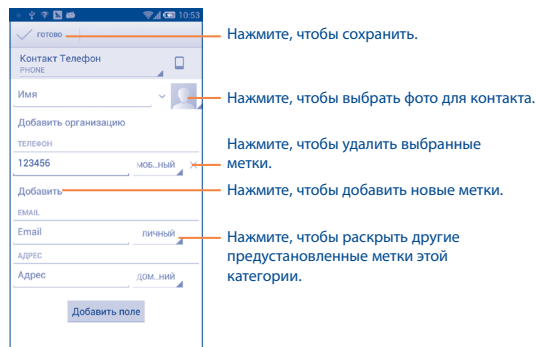 10:53
ГОТОВО
Нажмите, чтобы сохранить.
Контакт Телефон
PHONE
Имя
Нажмите, чтобы выбрать фото для контакта.
Добавить организацию
ТЕЛЕФОН
Нажмите, чтобы удалить выбранные
метки.
123456
МОБ...НЫЙ
Добавить
Нажмите, чтобы добавить новые метки.
EMAIL
Email
ЛИЧНЫЙ
Нажмите, чтобы раскрыть другие
предустановленные метки этой
категории.
АДРЕС
Адрес
ДОМ...НИЙ
Добавить поле